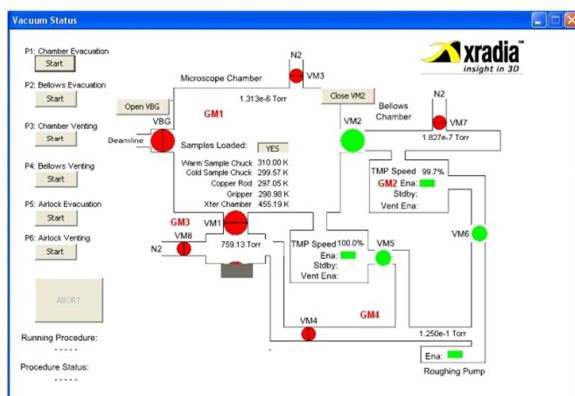 Vacuum Status
P1: Chamber Evacuation
Start
P2: Bellows Evacuation
Start
P3: Chamber Venting
Start
P4: Bellows Venting
Start
P5: Airlock Evacuation
Start
P6: Airlock Venting
Start
ABORT
Running Procedure:
- - - - -
Procedure Status:
- - - - -
Microscope Chamber
N2
VM3
1.313e-6 Torr
xradia
insight in 3D
Open VBG
VBG
Beamline
GM1
Close VM2
VM2
Bellows
Chamber
N2
VM7
1.827e-7 Torr
Samples Loaded: YES
Warm Sample Chuck 310.00 K
Cold Sample Chuck 299.57 K
Copper Rod 297.05 K
Gripper 298.98 K
Xfer Chamber 455.19 K
TMP Speed 99.7%
GM2 Ena:
Stdby:
Vent Ena:
GM3
VM1
VM8
N2
759.13 Torr
TMP Speed 100.0%
Ena:
Stdby:
Vent Ena:
VM5
VM6
GM4
VM4
1.250e-1 Torr
Ena:
Roughing Pump